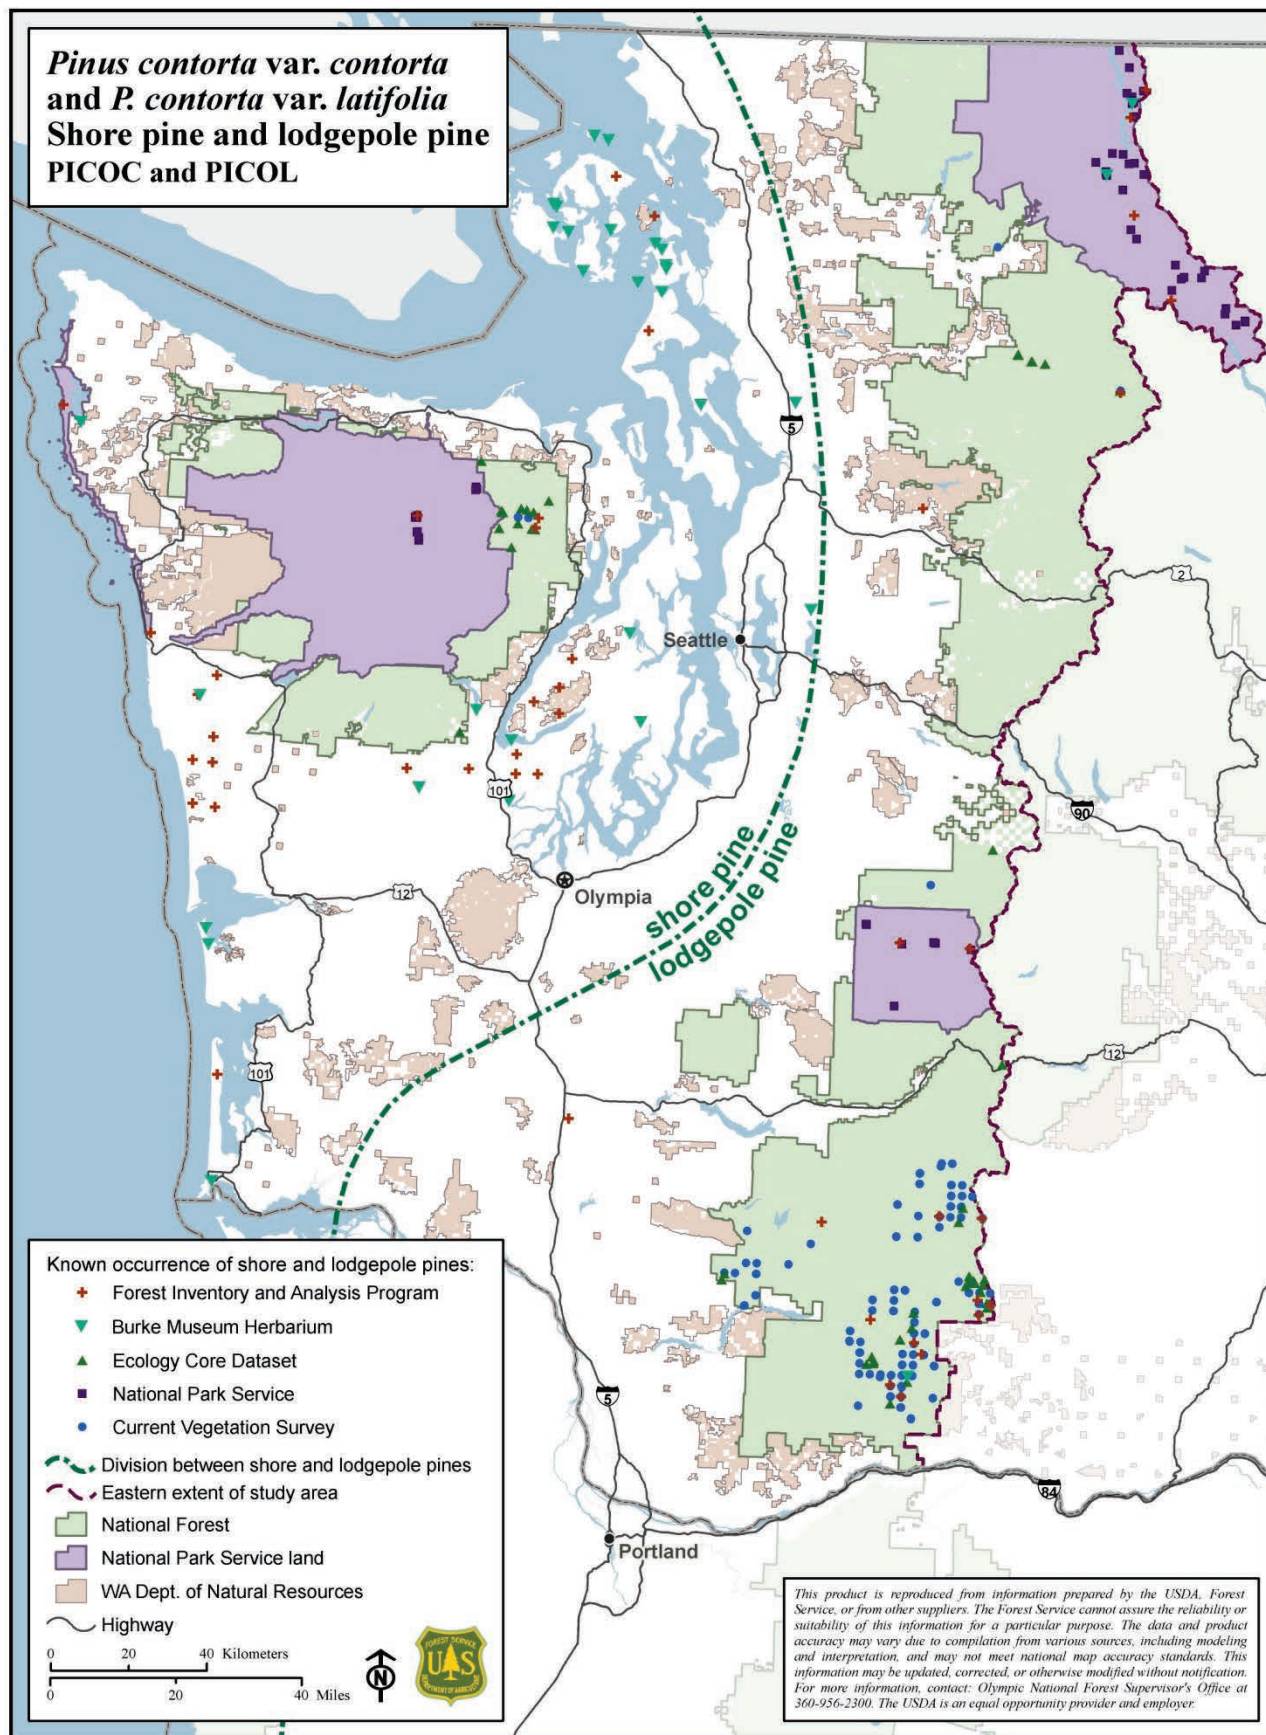 Pinus contorta var. contorta
and P. contorta var. latifolia
Shore pine and lodgepole pine
PICOC and PICOL
5
2
Seattle
101
90
shore pine
lodgepole pine
Olympia
12
12
101
Known occurrence of shore and lodgepole pines:
Forest Inventory and Analysis Program
Burke Museum Herbarium
Ecology Core Dataset
National Park Service
Current Vegetation Survey
Division between shore and lodgepole pines
Eastern extent of study area
National Forest
National Park Service land
WA Dept. of Natural Resources
Highway
0 20 40 Kilometers
0 20 40 Miles
N
FOREST SERVICE
U S
DEPARTMENT OF AGRICULTURE
5
84
Portland
This product is reproduced from information prepared by the USDA, Forest
Service, or from other suppliers. The Forest Service cannot assure the reliability or
suitability of this information for a particular purpose. The data and product
accuracy may vary due to compilation from various sources, including modeling
and interpretation, and may not meet national map accuracy standards. This
information may be updated, corrected, or otherwise modified without notification.
For more information, contact: Olympic National Forest Supervisor's Office at
360-956-2300. The USDA is an equal opportunity provider and employer.